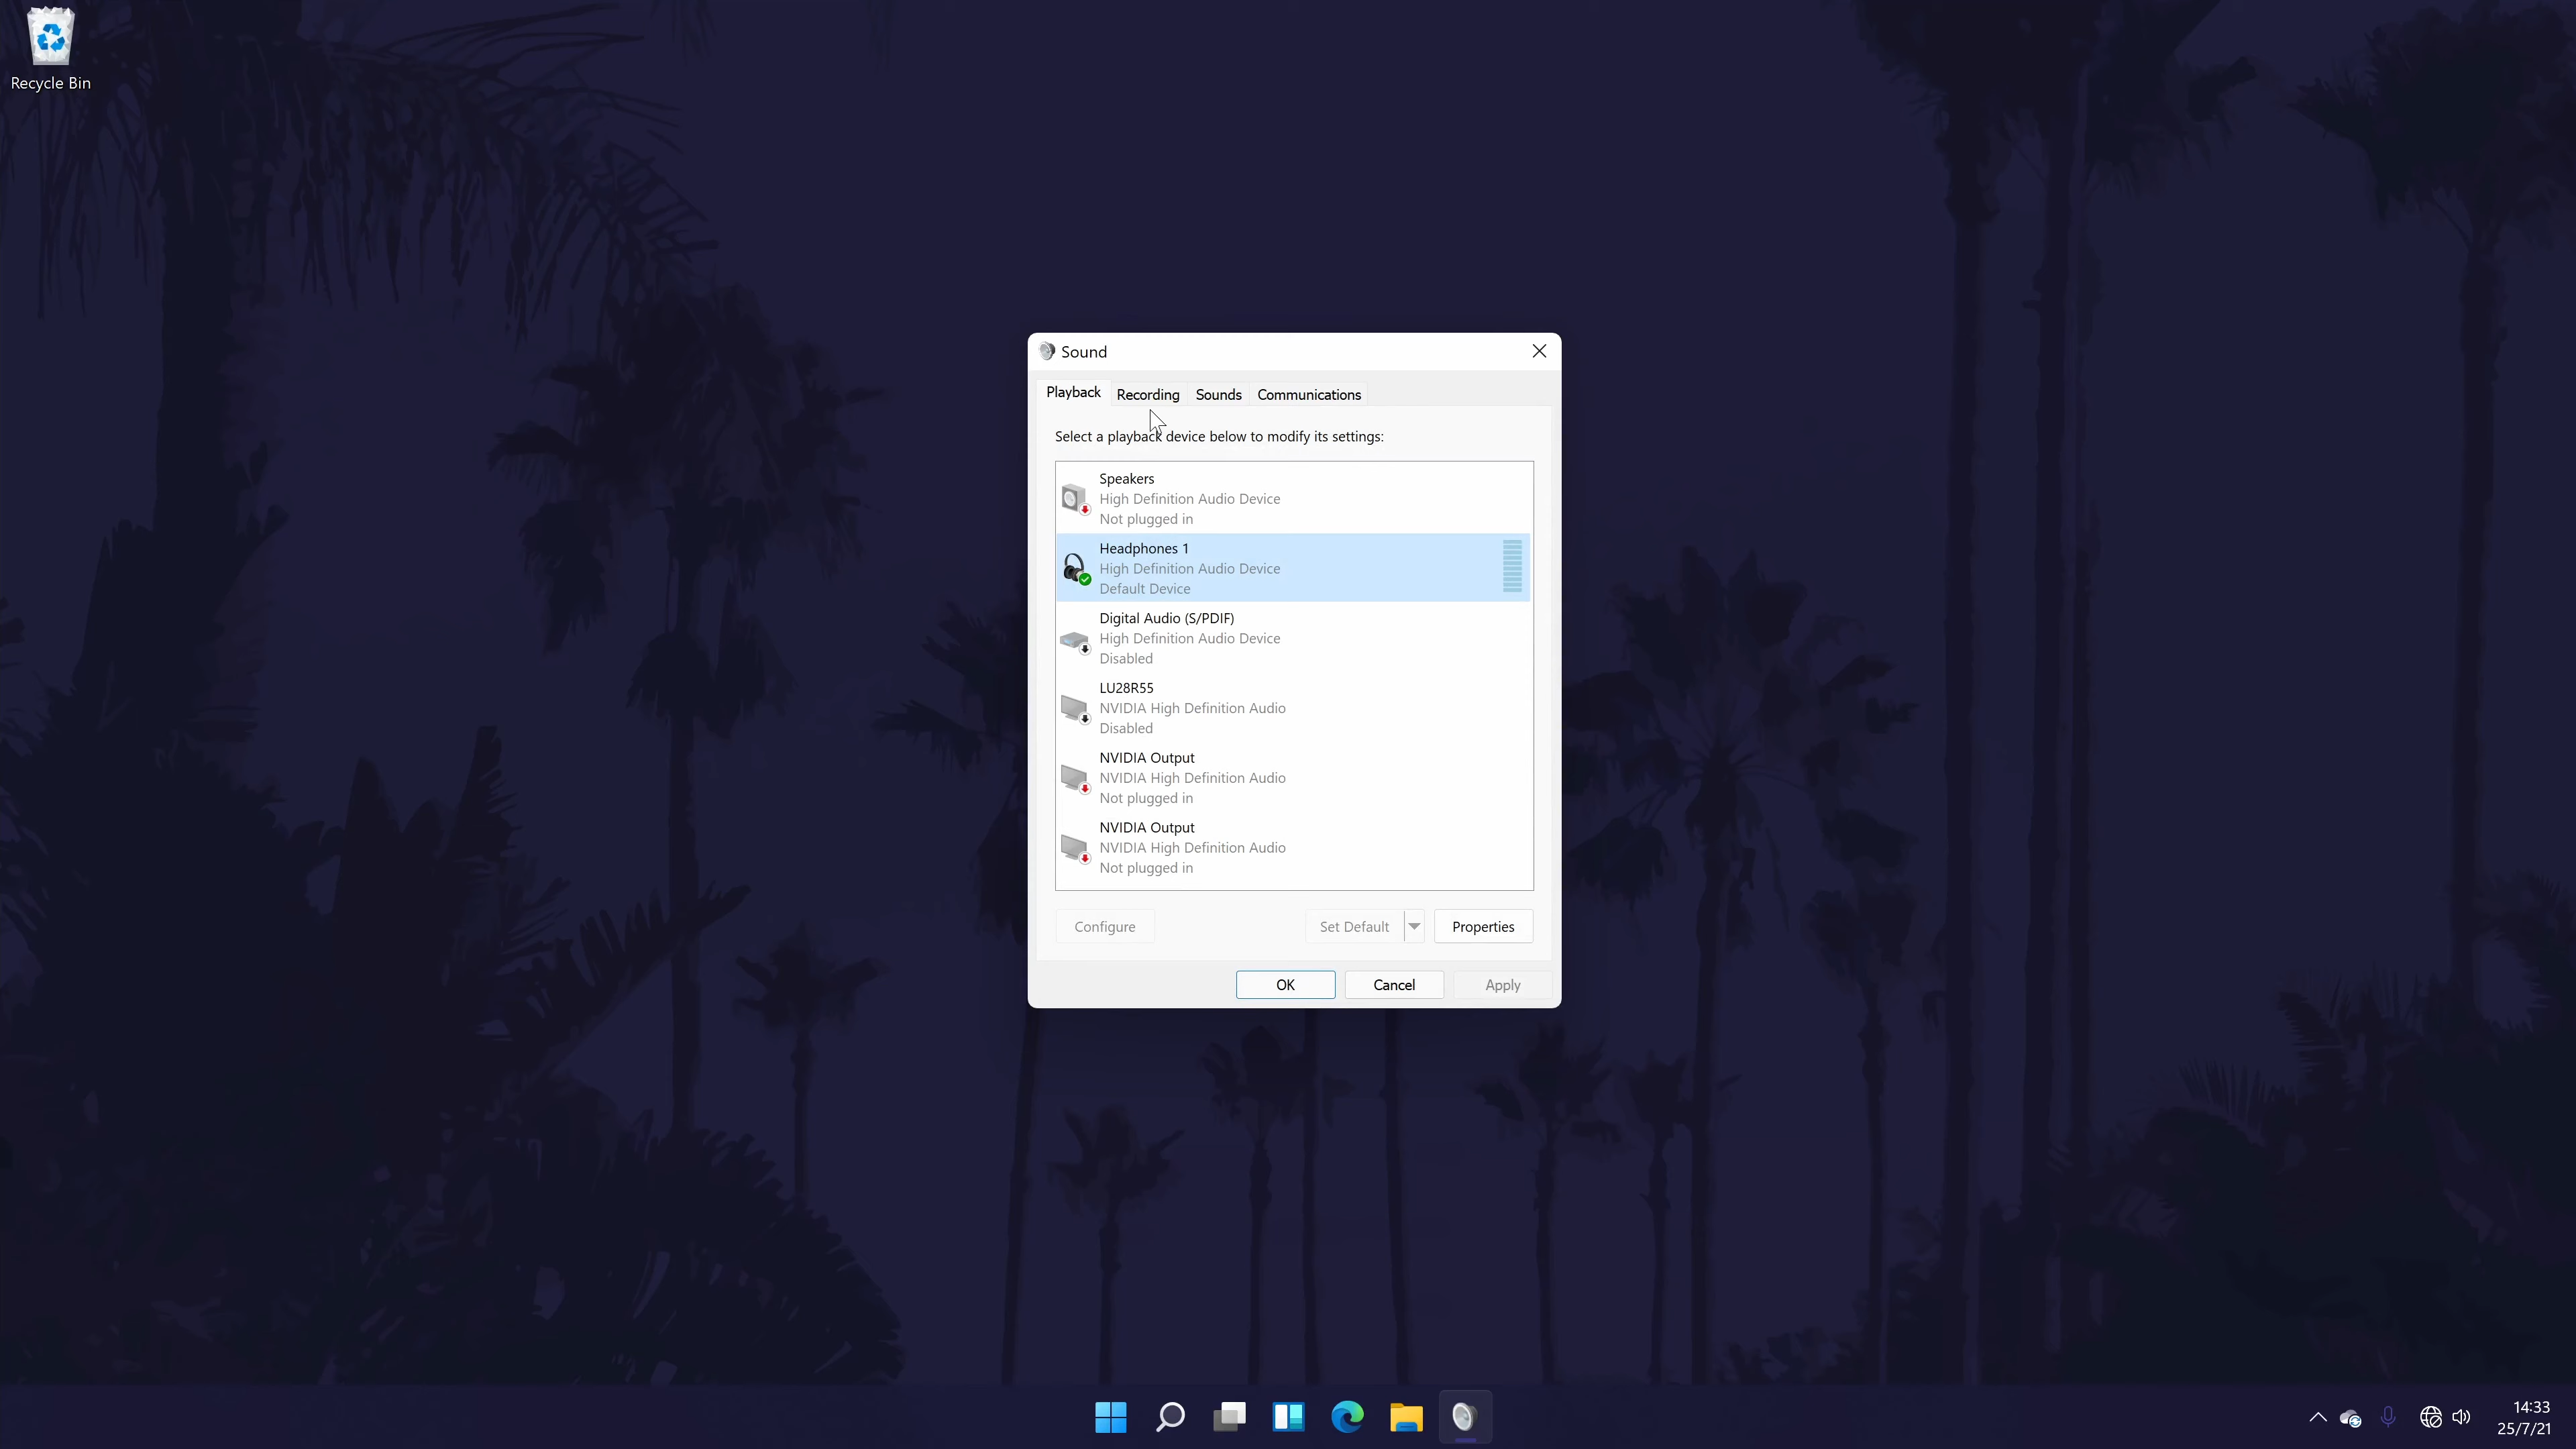 Recycle Bin
Sound
Playback Recording Sounds Communications
Select a playback device below to modify its settings:
Speakers
High Definition Audio Device
Not plugged in
Headphones 1
High Definition Audio Device
Default Device
Digital Audio (S/PDIF)
High Definition Audio Device
Disabled
LU28R55
NVIDIA High Definition Audio
Disabled
NVIDIA Output
NVIDIA High Definition Audio
Not plugged in
NVIDIA Output
NVIDIA High Definition Audio
Not plugged in
Configure Set Default Properties
OK Cancel Apply
14:33
25/7/21